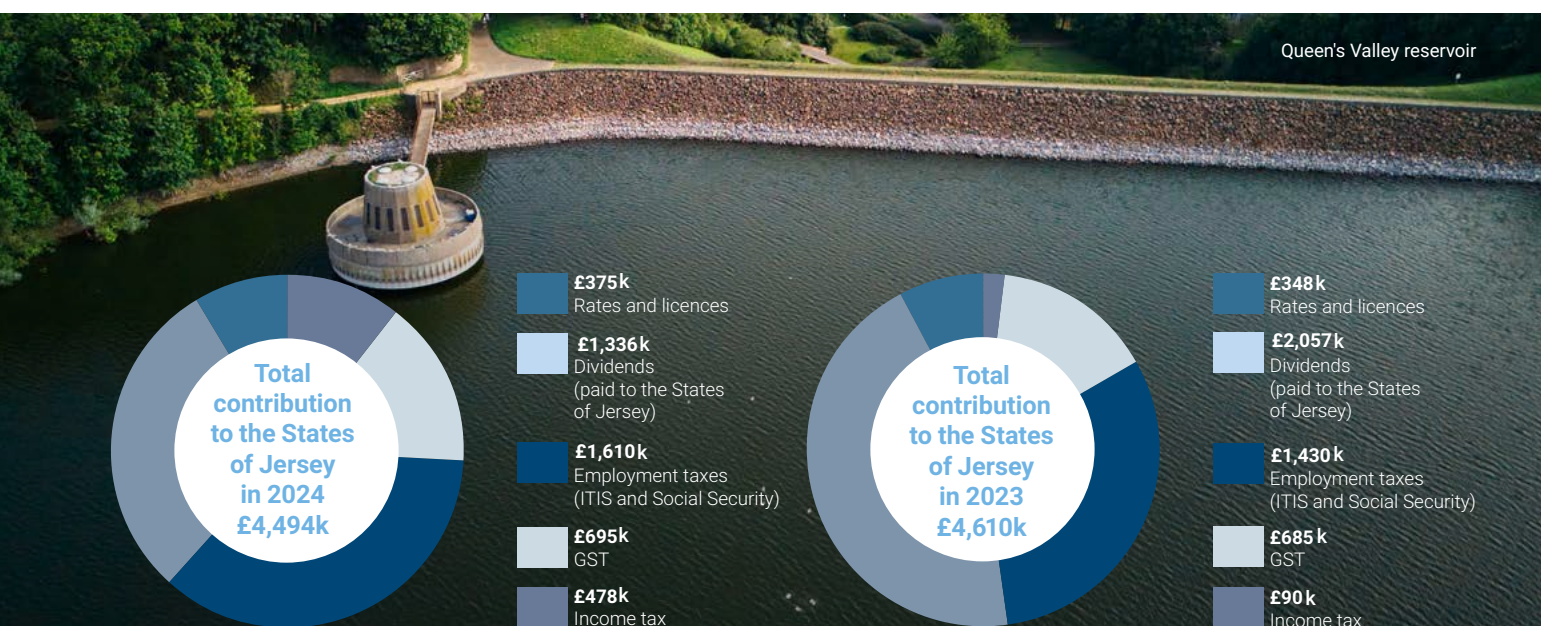 Queen's Valley reservoir
Total
contribution
to the States
of Jersey
in 2024
£4,494k
£375k
Rates and licences
£1,336k
Dividends
(paid to the States
of Jersey)
£1,610k
Employment taxes
(ITIS and Social Security)
£695k
GST
£478k
Income tax
Total
contribution
to the States
of Jersey
in 2023
£4,610k
£348k
Rates and licences
£2,057k
Dividends
(paid to the States
of Jersey)
£1,430k
Employment taxes
(ITIS and Social Security)
£685k
GST
£90k
Income tax